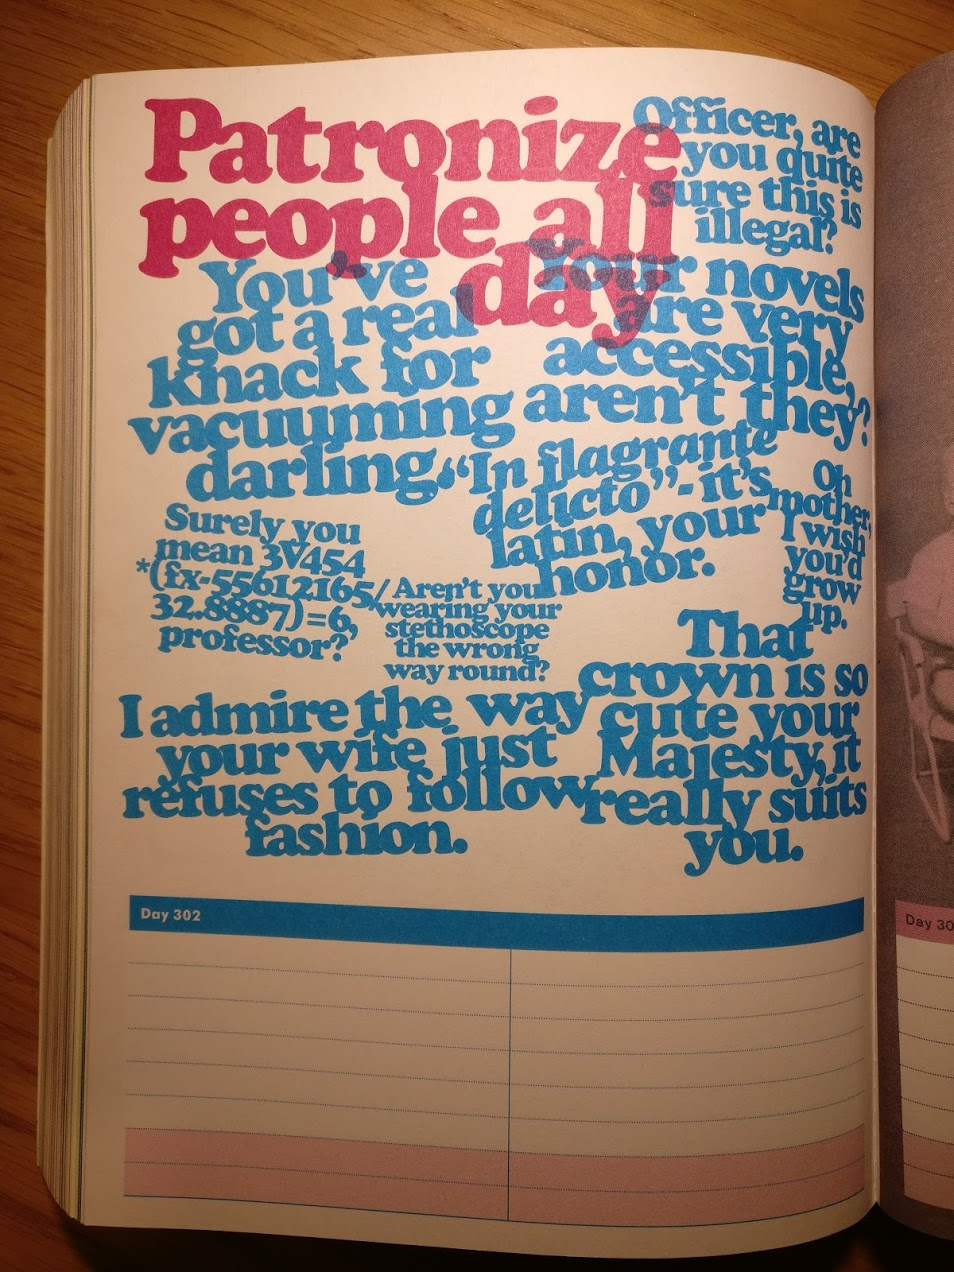 Patronize
people all
day
Officer, are
you quite
sure this is
illegal?
You've
got a real
knack for
vacuuming
darling.
Your novels
are very
accessible,
aren't they?
"In flagrante
delicto"- it's
latin, your
honor.
Oh
mother,
I wish
you'd
grow
up.
Surely you
mean 3V454
*(fx-55612165/
32.8887)=6,
professor?
Aren't you
wearing your
stethoscope
the wrong
way round?
That
crown is so
cute your
Majesty, it
really suits
you.
I admire the way
your wife just
refuses to follow
fashion.
Day 302
Day 30